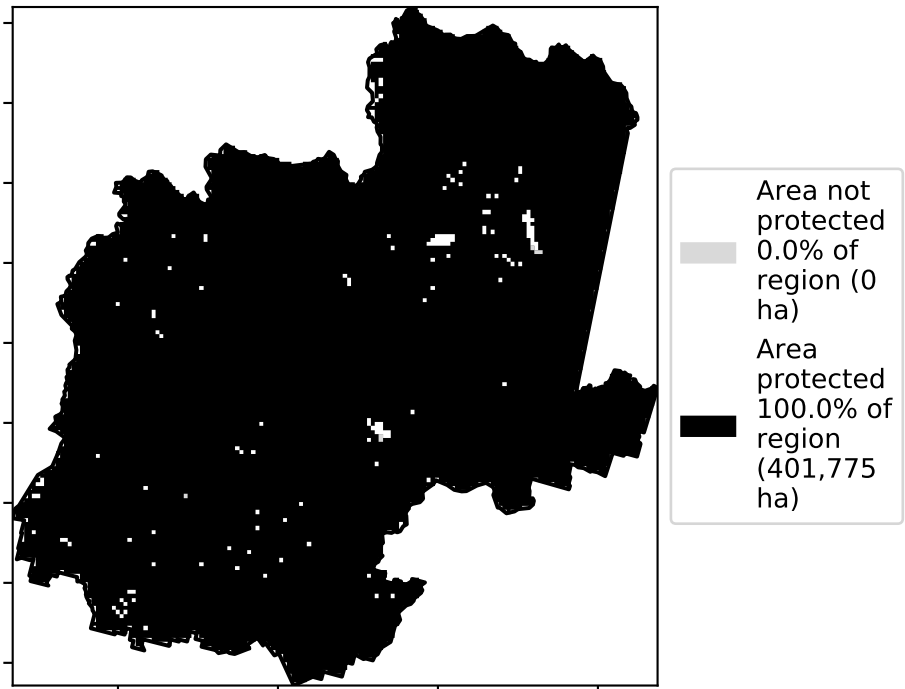 Area not
protected
0.0% of
region (0
ha)
Area
protected
100.0% of
region
(401,775
ha)